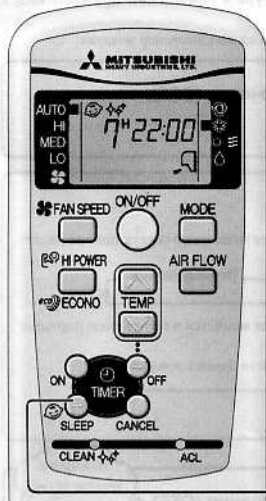 MITSUBISHI
HEAVY INDUSTRIES, LTD.
AUTO
HI
MED
LO
7H 22:00
FAN SPEED
ON/OFF
MODE
HI POWER
AIR FLOW
eco ECONO
TEMP
ON
TIMER
OFF
SLEEP
CANCEL
CLEAN
ACL